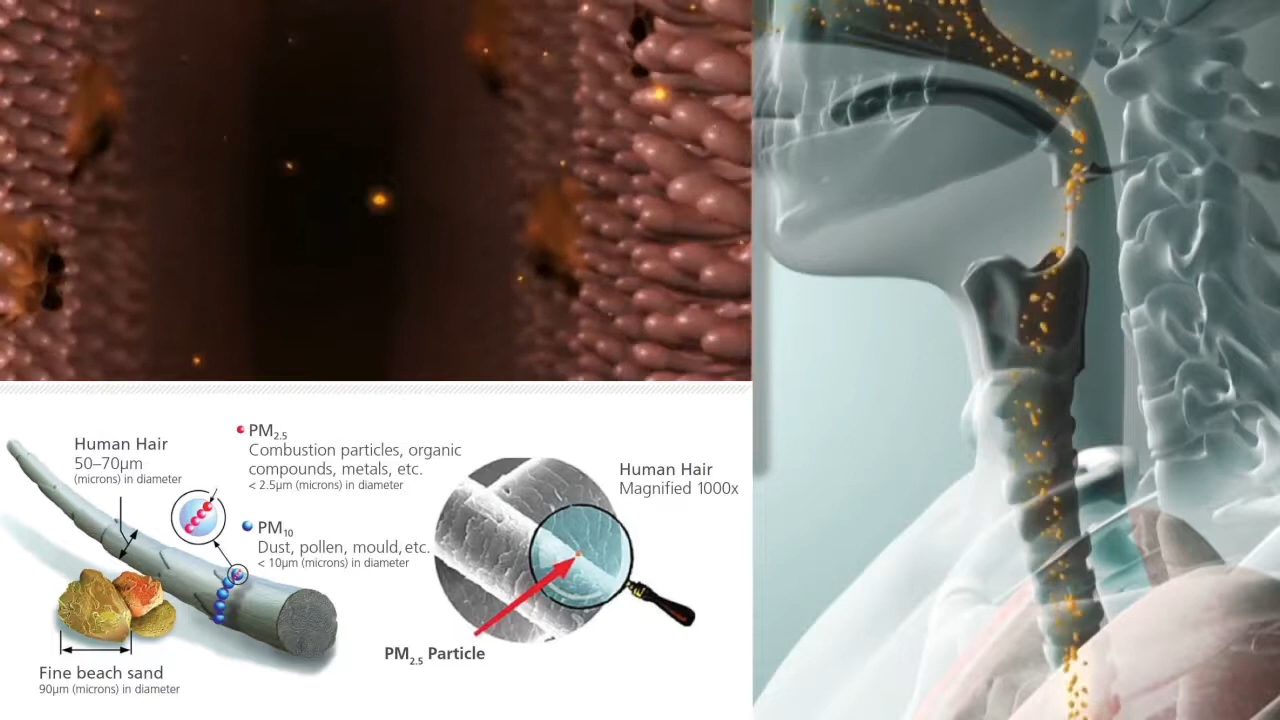 Human Hair
50–70µm
(microns) in diameter
PM2.5
Combustion particles, organic
compounds, metals, etc.
< 2.5µm (microns) in diameter
PM10
Dust, pollen, mould, etc.
< 10µm (microns) in diameter
Fine beach sand
90µm (microns) in diameter
Human Hair
Magnified 1000x
PM2.5 Particle